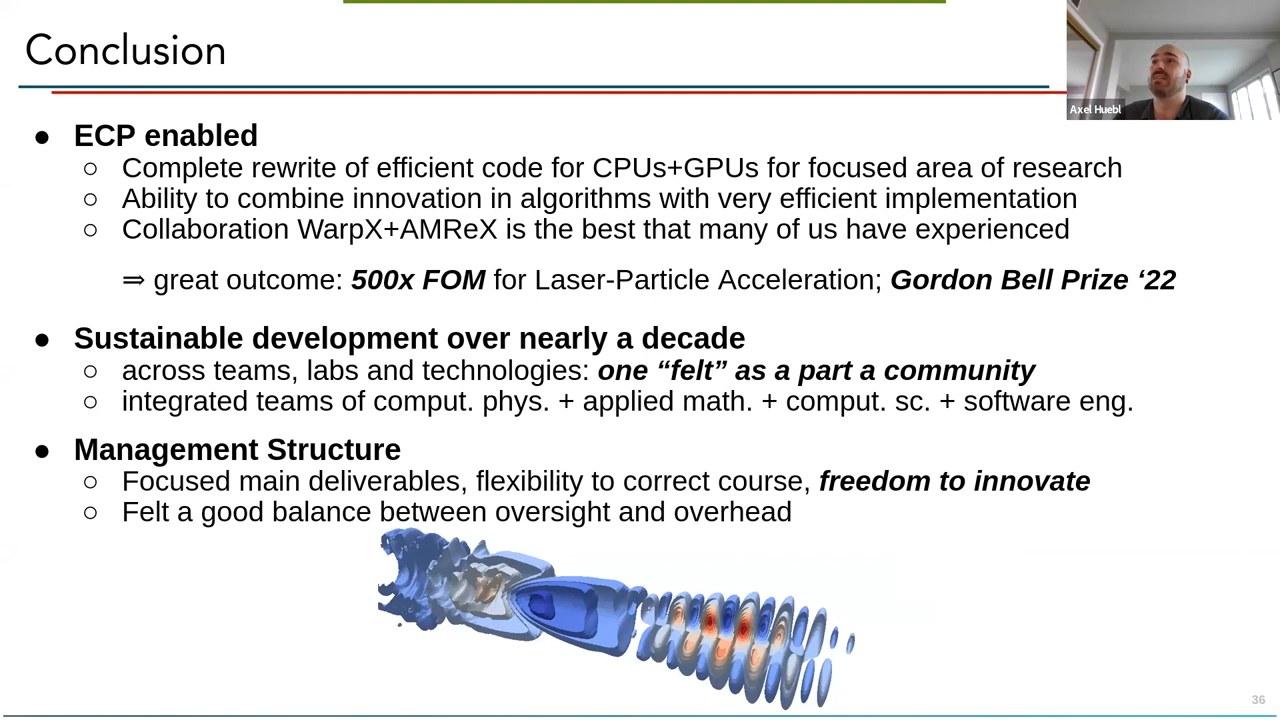 Conclusion
Axel Huebl
● ECP enabled
○ Complete rewrite of efficient code for CPUs+GPUs for focused area of research
○ Ability to combine innovation in algorithms with very efficient implementation
○ Collaboration WarpX+AMReX is the best that many of us have experienced
⇒ great outcome: 500x FOM for Laser-Particle Acceleration; Gordon Bell Prize ‘22
● Sustainable development over nearly a decade
○ across teams, labs and technologies: one “felt” as a part a community
○ integrated teams of comput. phys. + applied math. + comput. sc. + software eng.
● Management Structure
○ Focused main deliverables, flexibility to correct course, freedom to innovate
○ Felt a good balance between oversight and overhead
36